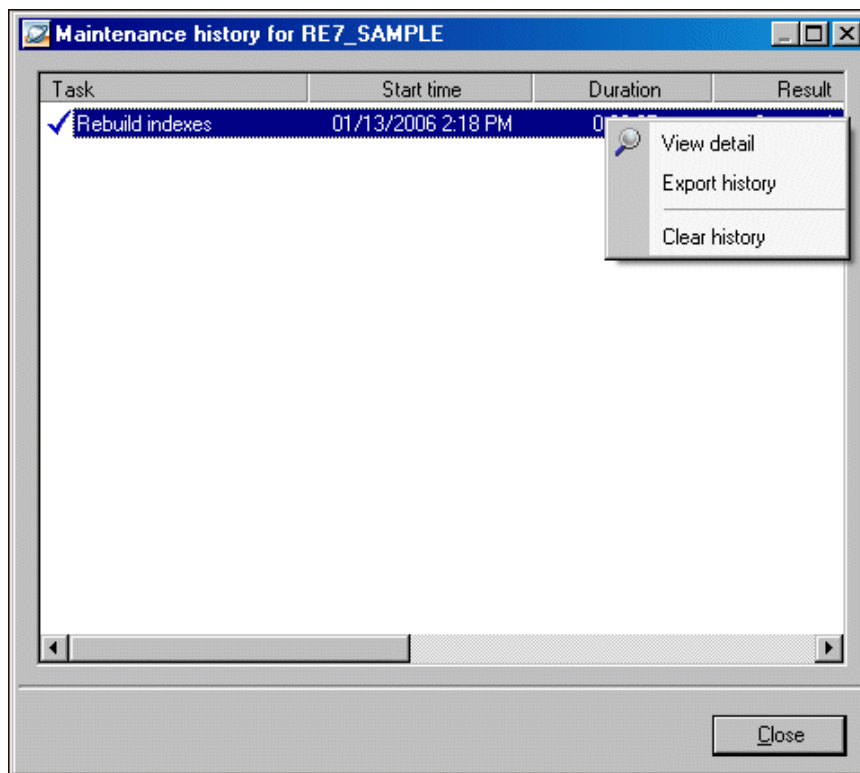 Maintenance history for RE7_SAMPLE
Task Start time Duration Result
Rebuild indexes 01/13/2006 2:18 PM
View detail
Export history
Clear history
Close